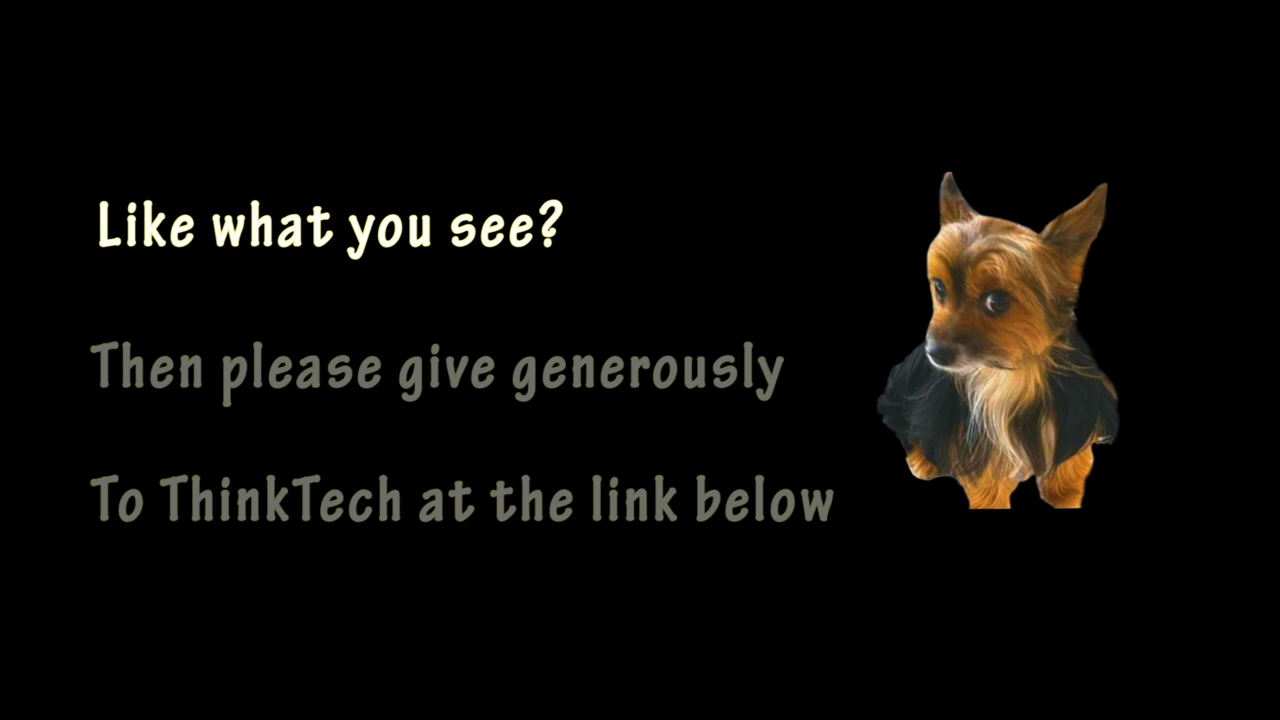 Like what you see?
Then please give generously
To ThinkTech at the link below